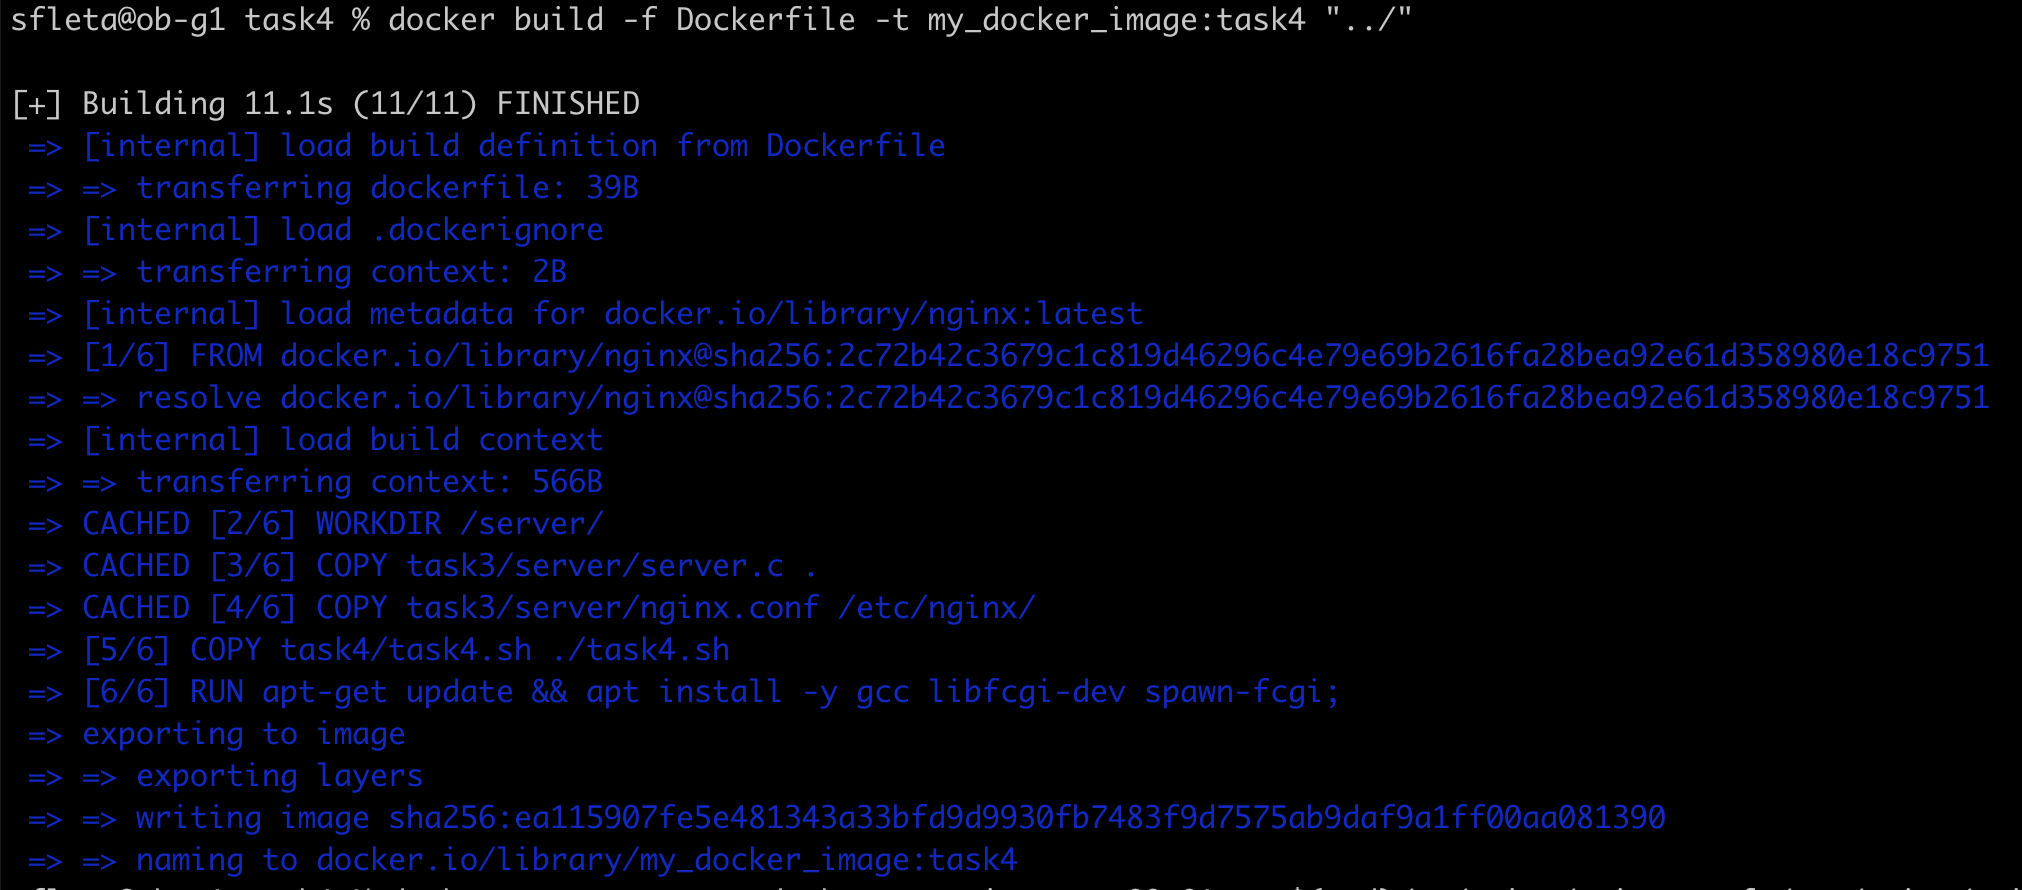 sfleta@ob-g1 task4 % docker build -f Dockerfile -t my_docker_image:task4 "../"
[+] Building 11.1s (11/11) FINISHED
=> [internal] load build definition from Dockerfile
=> => transferring dockerfile: 39B
=> [internal] load .dockerignore
=> => transferring context: 2B
=> [internal] load metadata for docker.io/library/nginx:latest
=> [1/6] FROM docker.io/library/nginx@sha256:2c72b42c3679c1c819d46296c4e79e69b2616fa28bea92e61d358980e18c9751
=> => resolve docker.io/library/nginx@sha256:2c72b42c3679c1c819d46296c4e79e69b2616fa28bea92e61d358980e18c9751
=> [internal] load build context
=> => transferring context: 566B
=> CACHED [2/6] WORKDIR /server/
=> CACHED [3/6] COPY task3/server/server.c .
=> CACHED [4/6] COPY task3/server/nginx.conf /etc/nginx/
=> [5/6] COPY task4/task4.sh ./task4.sh
=> [6/6] RUN apt-get update && apt install -y gcc libfcgi-dev spawn-fcgi;
=> exporting to image
=> => exporting layers
=> => writing image sha256:ea115907fe5e481343a33bfd9d9930fb7483f9d7575ab9daf9a1ff00aa081390
=> => naming to docker.io/library/my_docker_image:task4